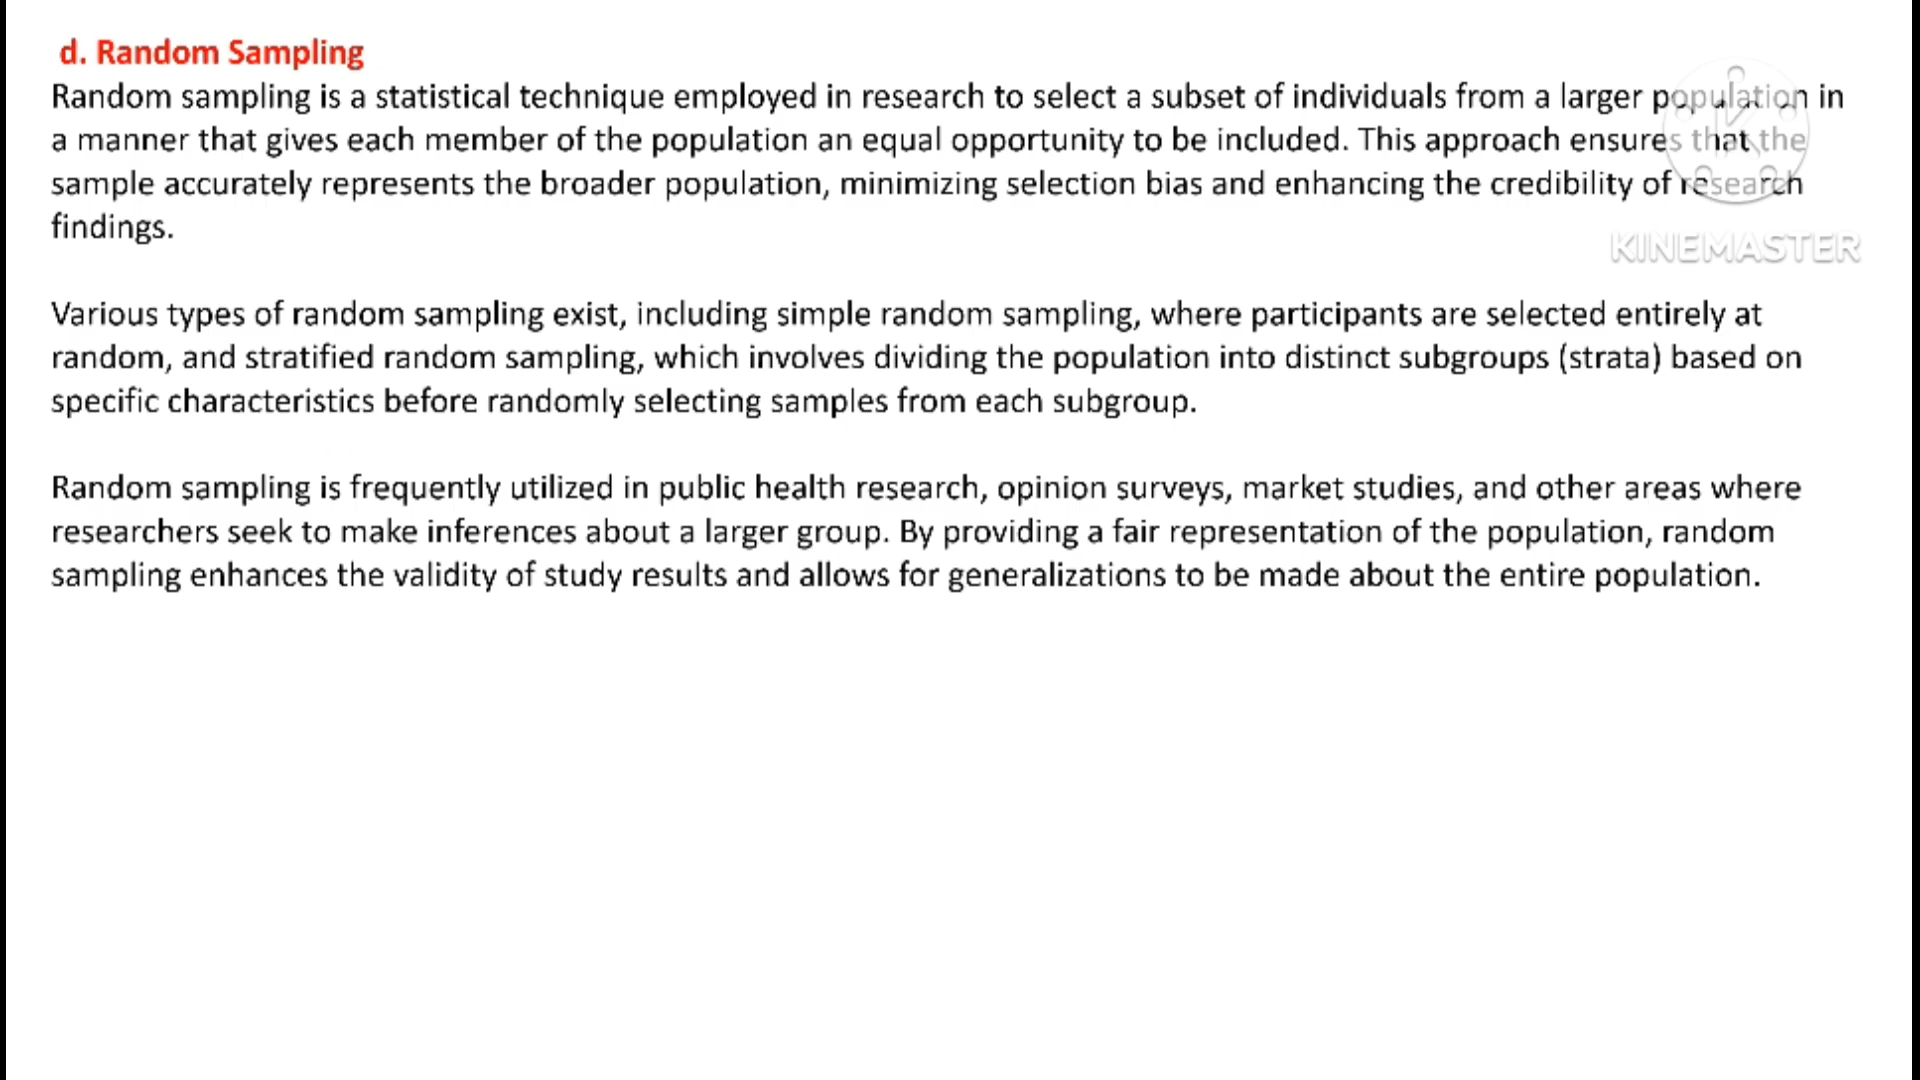 d. Random Sampling
Random sampling is a statistical technique employed in research to select a subset of individuals from a larger population in
a manner that gives each member of the population an equal opportunity to be included. This approach ensures that the
sample accurately represents the broader population, minimizing selection bias and enhancing the credibility of research
findings.
KINEMASTER
Various types of random sampling exist, including simple random sampling, where participants are selected entirely at
random, and stratified random sampling, which involves dividing the population into distinct subgroups (strata) based on
specific characteristics before randomly selecting samples from each subgroup.
Random sampling is frequently utilized in public health research, opinion surveys, market studies, and other areas where
researchers seek to make inferences about a larger group. By providing a fair representation of the population, random
sampling enhances the validity of study results and allows for generalizations to be made about the entire population.